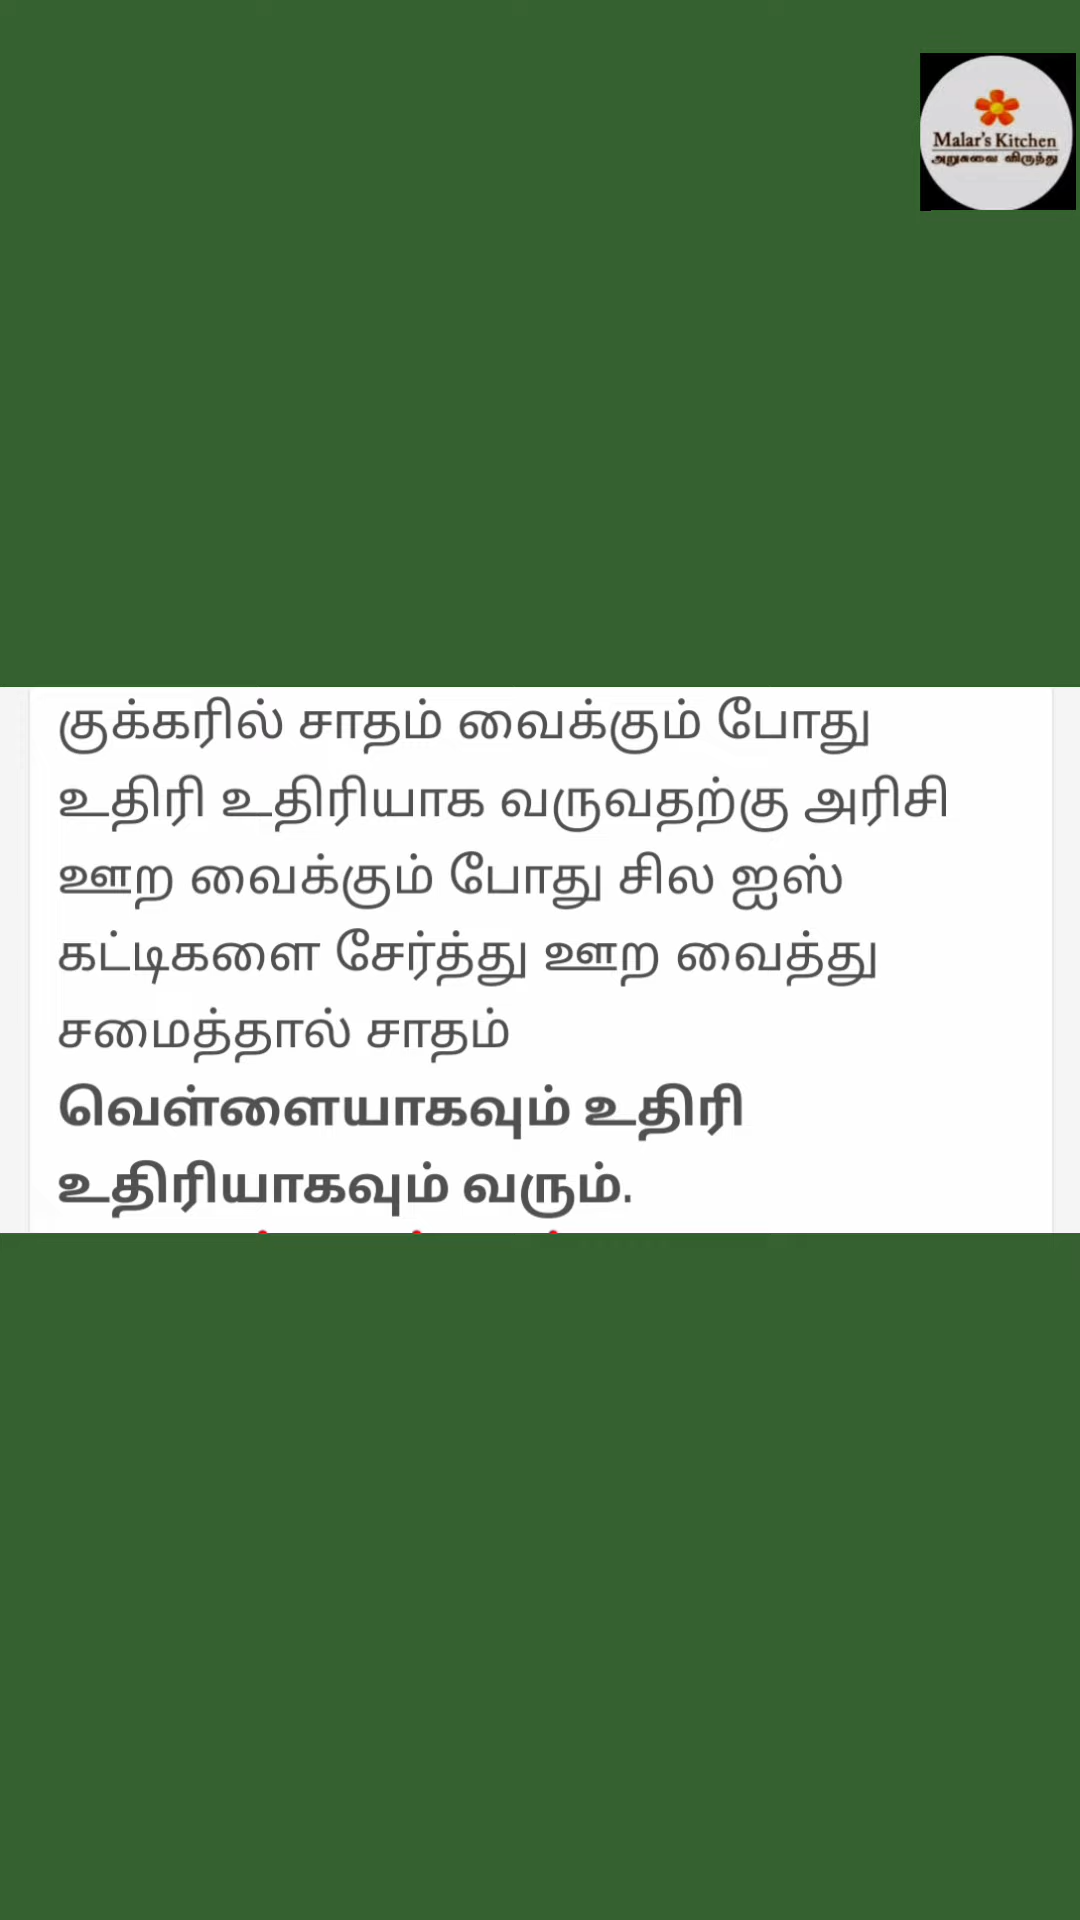 Malar's Kitchen
அறுசுவை விருந்து
குக்கரில் சாதம் வைக்கும் போது
உதிரி உதிரியாக வருவதற்கு அரிசி
ஊற வைக்கும் போது சில ஐஸ்
கட்டிகளை சேர்த்து ஊற வைத்து
சமைத்தால் சாதம்
வெள்ளையாகவும் உதிரி
உதிரியாகவும் வரும்.